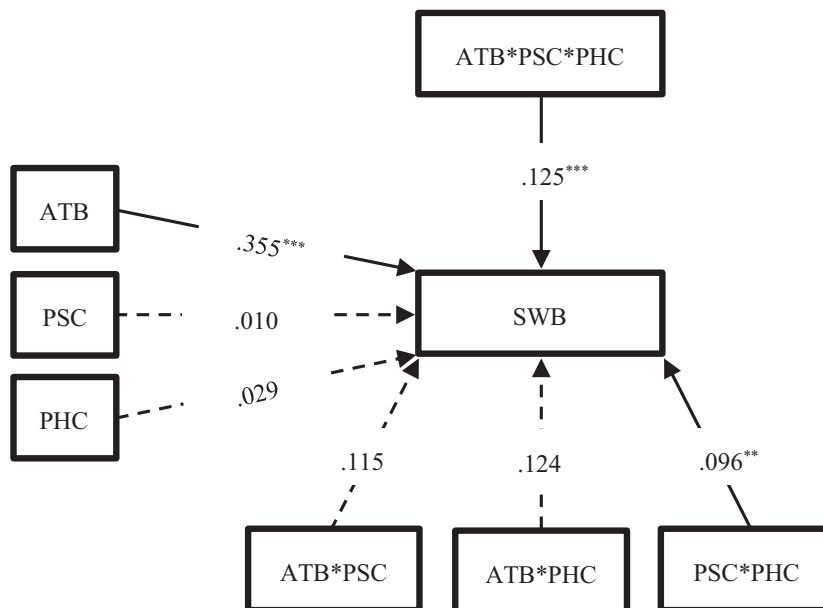 ATB*PSC*PHC
.125***
ATB
.355***
PSC
.010
SWB
PHC
.029
.115
.124
.096**
ATB*PSC
ATB*PHC
PSC*PHC